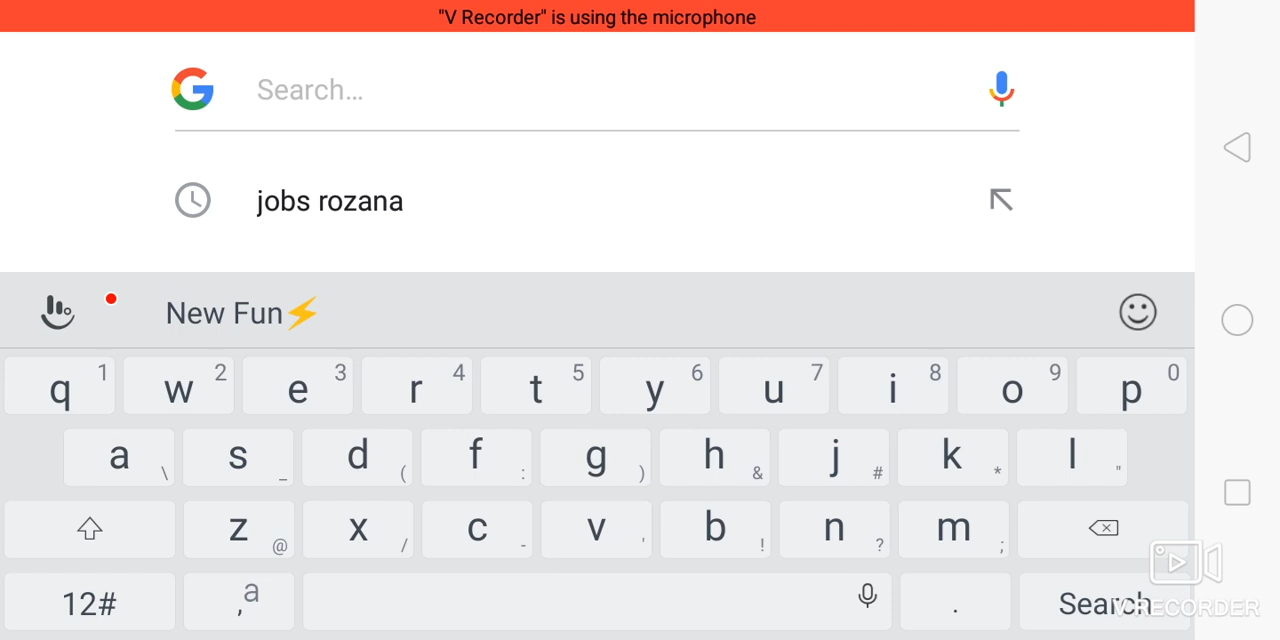 "V Recorder" is using the microphone
Search...
jobs rozana
New Fun⚡
q 1 w 2 e 3 r 4 t 5 y 6 u 7 i 8 o 9 p 0
a \ s _ d ( f : g ) h & j # k * l "
z @ x / c - v ' b ! n ? m ;
12# , a . Search
V RECORDER